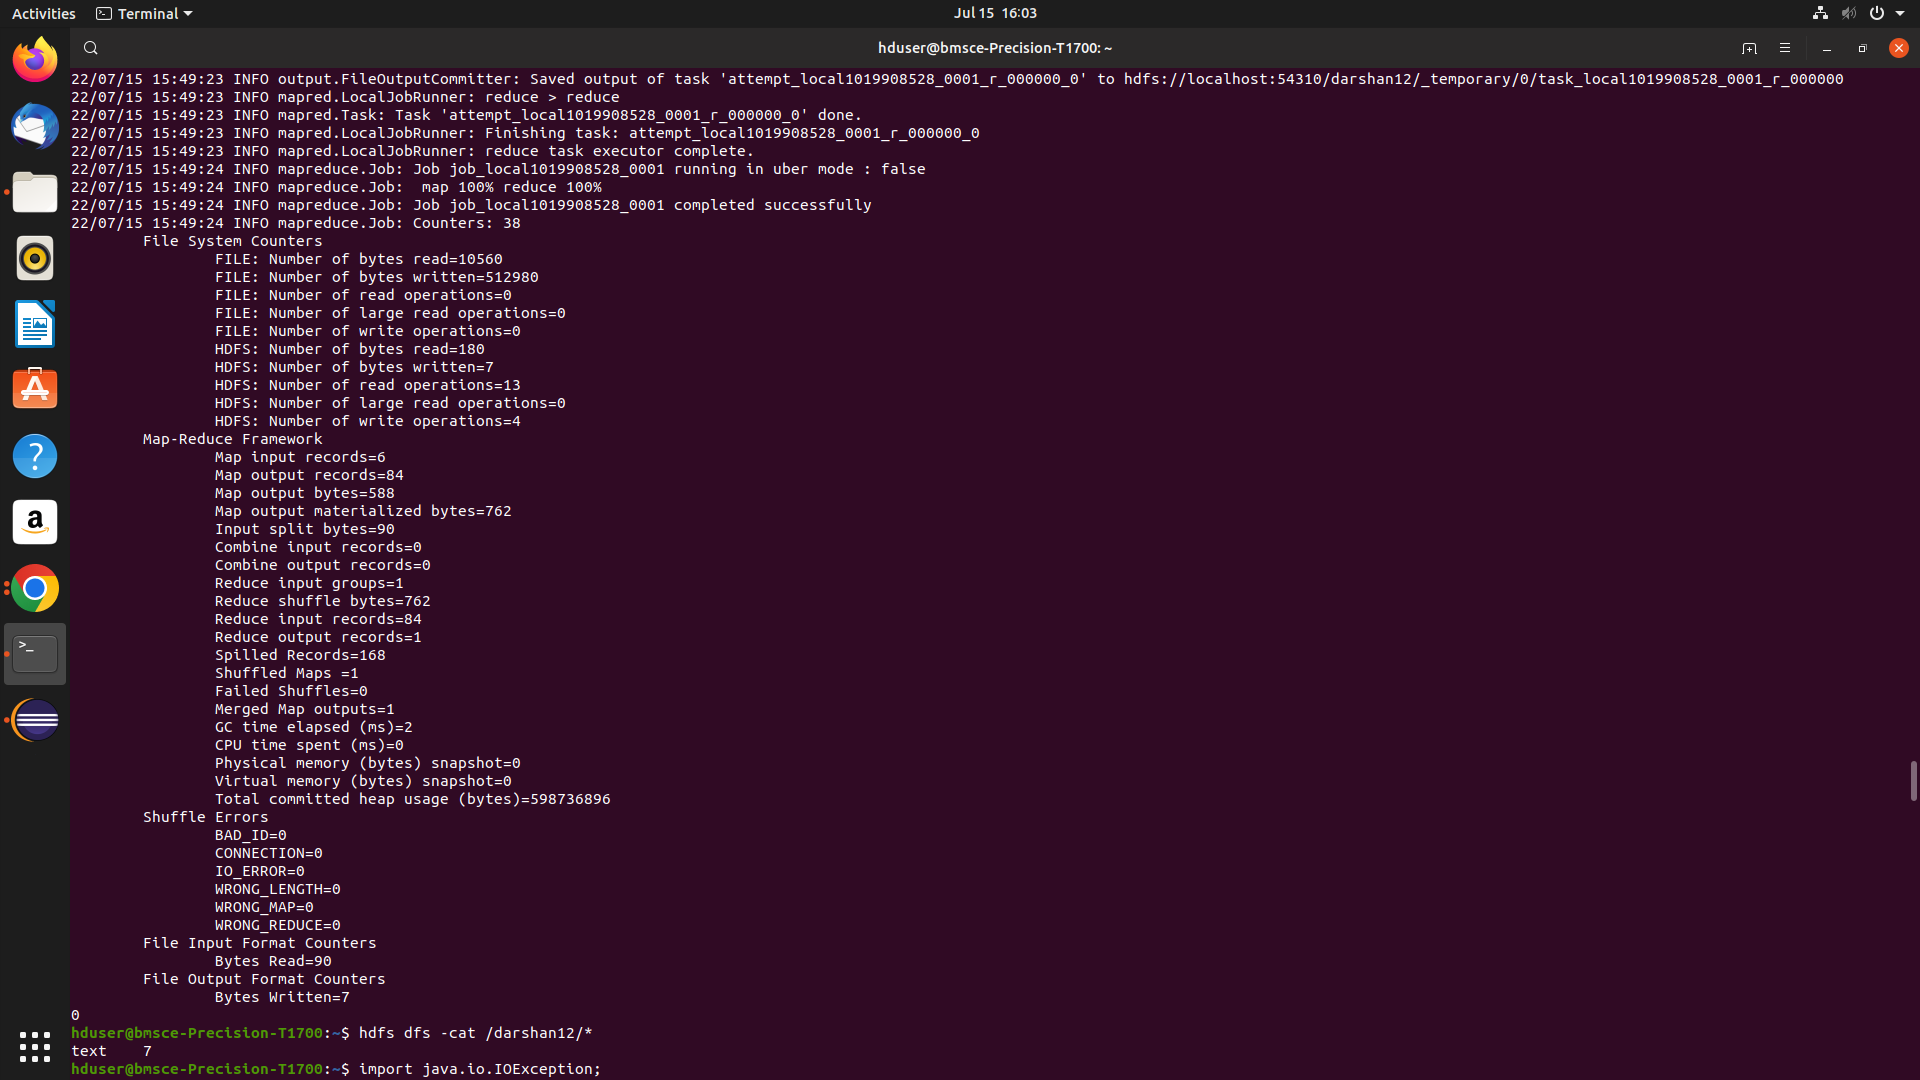 Activities Terminal Jul 15 16:03
hduser@bmsce-Precision-T1700: ~
22/07/15 15:49:23 INFO output.FileOutputCommitter: Saved output of task 'attempt_local1019908528_0001_r_000000_0' to hdfs://localhost:54310/darshan12/_temporary/0/task_local1019908528_0001_r_000000
22/07/15 15:49:23 INFO mapred.LocalJobRunner: reduce > reduce
22/07/15 15:49:23 INFO mapred.Task: Task 'attempt_local1019908528_0001_r_000000_0' done.
22/07/15 15:49:23 INFO mapred.LocalJobRunner: Finishing task: attempt_local1019908528_0001_r_000000_0
22/07/15 15:49:23 INFO mapred.LocalJobRunner: reduce task executor complete.
22/07/15 15:49:24 INFO mapreduce.Job: Job job_local1019908528_0001 running in uber mode : false
22/07/15 15:49:24 INFO mapreduce.Job:  map 100% reduce 100%
22/07/15 15:49:24 INFO mapreduce.Job: Job job_local1019908528_0001 completed successfully
22/07/15 15:49:24 INFO mapreduce.Job: Counters: 38
File System Counters
FILE: Number of bytes read=10560
FILE: Number of bytes written=512980
FILE: Number of read operations=0
FILE: Number of large read operations=0
FILE: Number of write operations=0
HDFS: Number of bytes read=180
HDFS: Number of bytes written=7
HDFS: Number of read operations=13
HDFS: Number of large read operations=0
HDFS: Number of write operations=4
Map-Reduce Framework
Map input records=6
Map output records=84
Map output bytes=588
Map output materialized bytes=762
Input split bytes=90
Combine input records=0
Combine output records=0
Reduce input groups=1
Reduce shuffle bytes=762
Reduce input records=84
Reduce output records=1
Spilled Records=168
Shuffled Maps =1
Failed Shuffles=0
Merged Map outputs=1
GC time elapsed (ms)=2
CPU time spent (ms)=0
Physical memory (bytes) snapshot=0
Virtual memory (bytes) snapshot=0
Total committed heap usage (bytes)=598736896
Shuffle Errors
BAD_ID=0
CONNECTION=0
IO_ERROR=0
WRONG_LENGTH=0
WRONG_MAP=0
WRONG_REDUCE=0
File Input Format Counters
Bytes Read=90
File Output Format Counters
Bytes Written=7
0
hduser@bmsce-Precision-T1700:~$ hdfs dfs -cat /darshan12/*
text    7
hduser@bmsce-Precision-T1700:~$ import java.io.IOException;